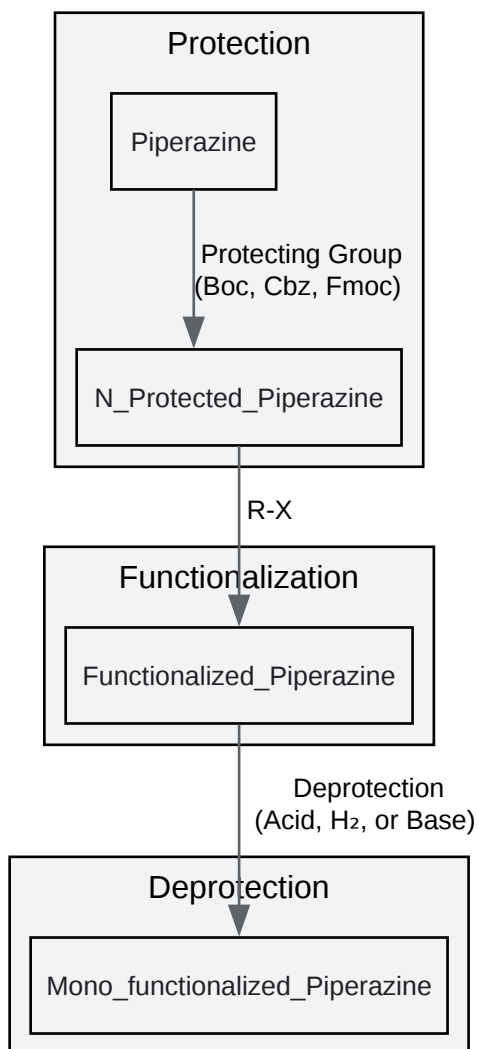 Protection
Piperazine
Protecting Group
(Boc, Cbz, Fmoc)
N_Protected_Piperazine
R-X
Functionalization
Functionalized_Piperazine
Deprotection
(Acid, H₂, or Base)
Deprotection
Mono_functionalized_Piperazine